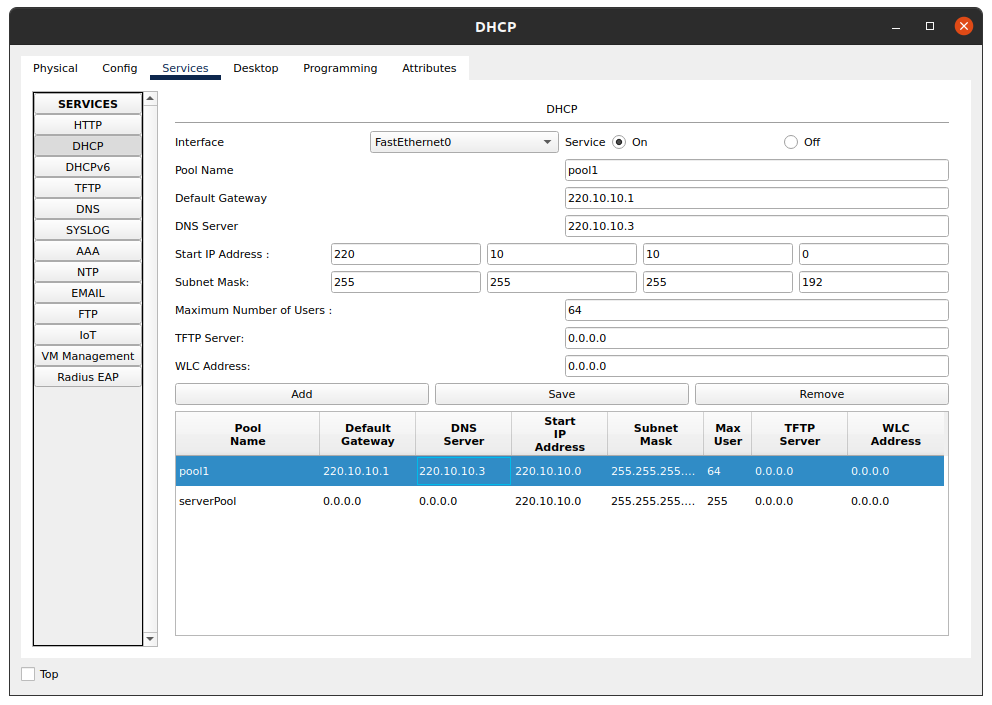 DHCP
Physical Config Services Desktop Programming Attributes
SERVICES
HTTP
DHCP
DHCPv6
TFTP
DNS
SYSLOG
AAA
NTP
EMAIL
FTP
IoT
VM Management
Radius EAP
DHCP
Interface FastEthernet0 Service On Off
Pool Name pool1
Default Gateway 220.10.10.1
DNS Server 220.10.10.3
Start IP Address : 220 10 10 0
Subnet Mask: 255 255 255 192
Maximum Number of Users : 64
TFTP Server: 0.0.0.0
WLC Address: 0.0.0.0
Add Save Remove
Pool Name Default Gateway DNS Server Start IP Address Subnet Mask Max User TFTP Server WLC Address
pool1 220.10.10.1 220.10.10.3 220.10.10.0 255.255.255.... 64 0.0.0.0 0.0.0.0
serverPool 0.0.0.0 0.0.0.0 220.10.10.0 255.255.255.... 255 0.0.0.0 0.0.0.0
Top